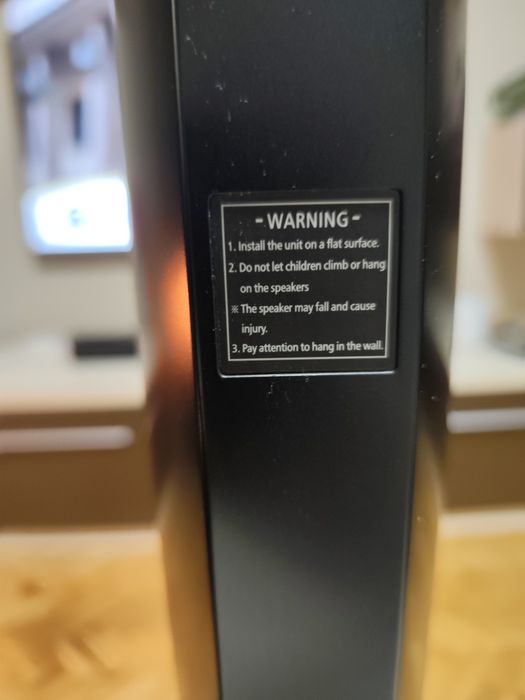 - WARNING -
1. Install the unit on a flat surface.
2. Do not let children climb or hang
on the speakers
※ The speaker may fall and cause
injury.
3. Pay attention to hang in the wall.